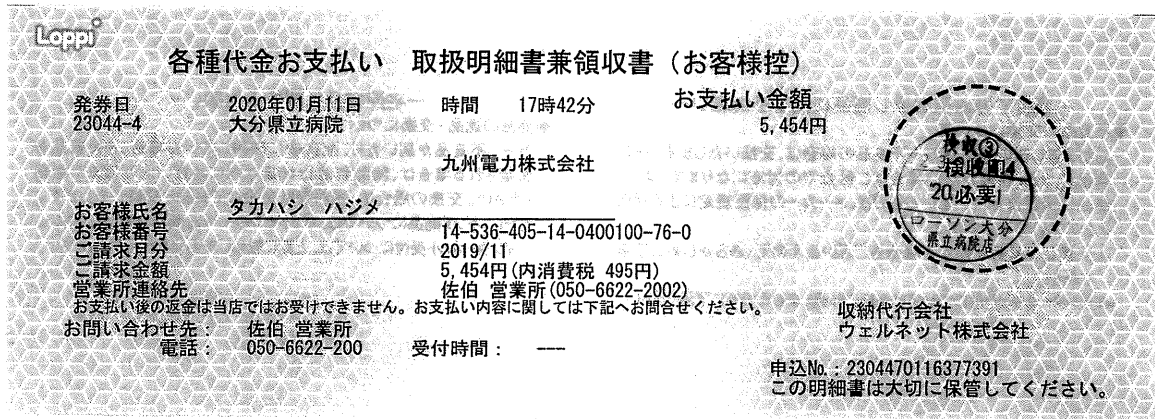 Loppi
各種代金お支払い 取扱明細書兼領収書(お客様控)
発券日 2020年01月11日 時間 17時42分 お支払い金額
23044-4 大分県立病院 5,454円
九州電力株式会社
お客様氏名 タカハシ ハジメ
お客様番号 14-536-405-14-0400100-76-0
ご請求月分 2019/11
ご請求金額 5,454円(内消費税 495円)
営業所連絡先 佐伯 営業所(050-6622-2002)
お支払い後の返金は当店ではお受けできません。お支払い内容に関しては下記へお問合せください。
お問い合わせ先: 佐伯 営業所
電話: 050-6622-200 受付時間: ---
検収③
検収
必要
ローソン大分
県立病院店
収納代行会社
ウェルネット株式会社
申込No.:2304470116377391
この明細書は大切に保管してください。